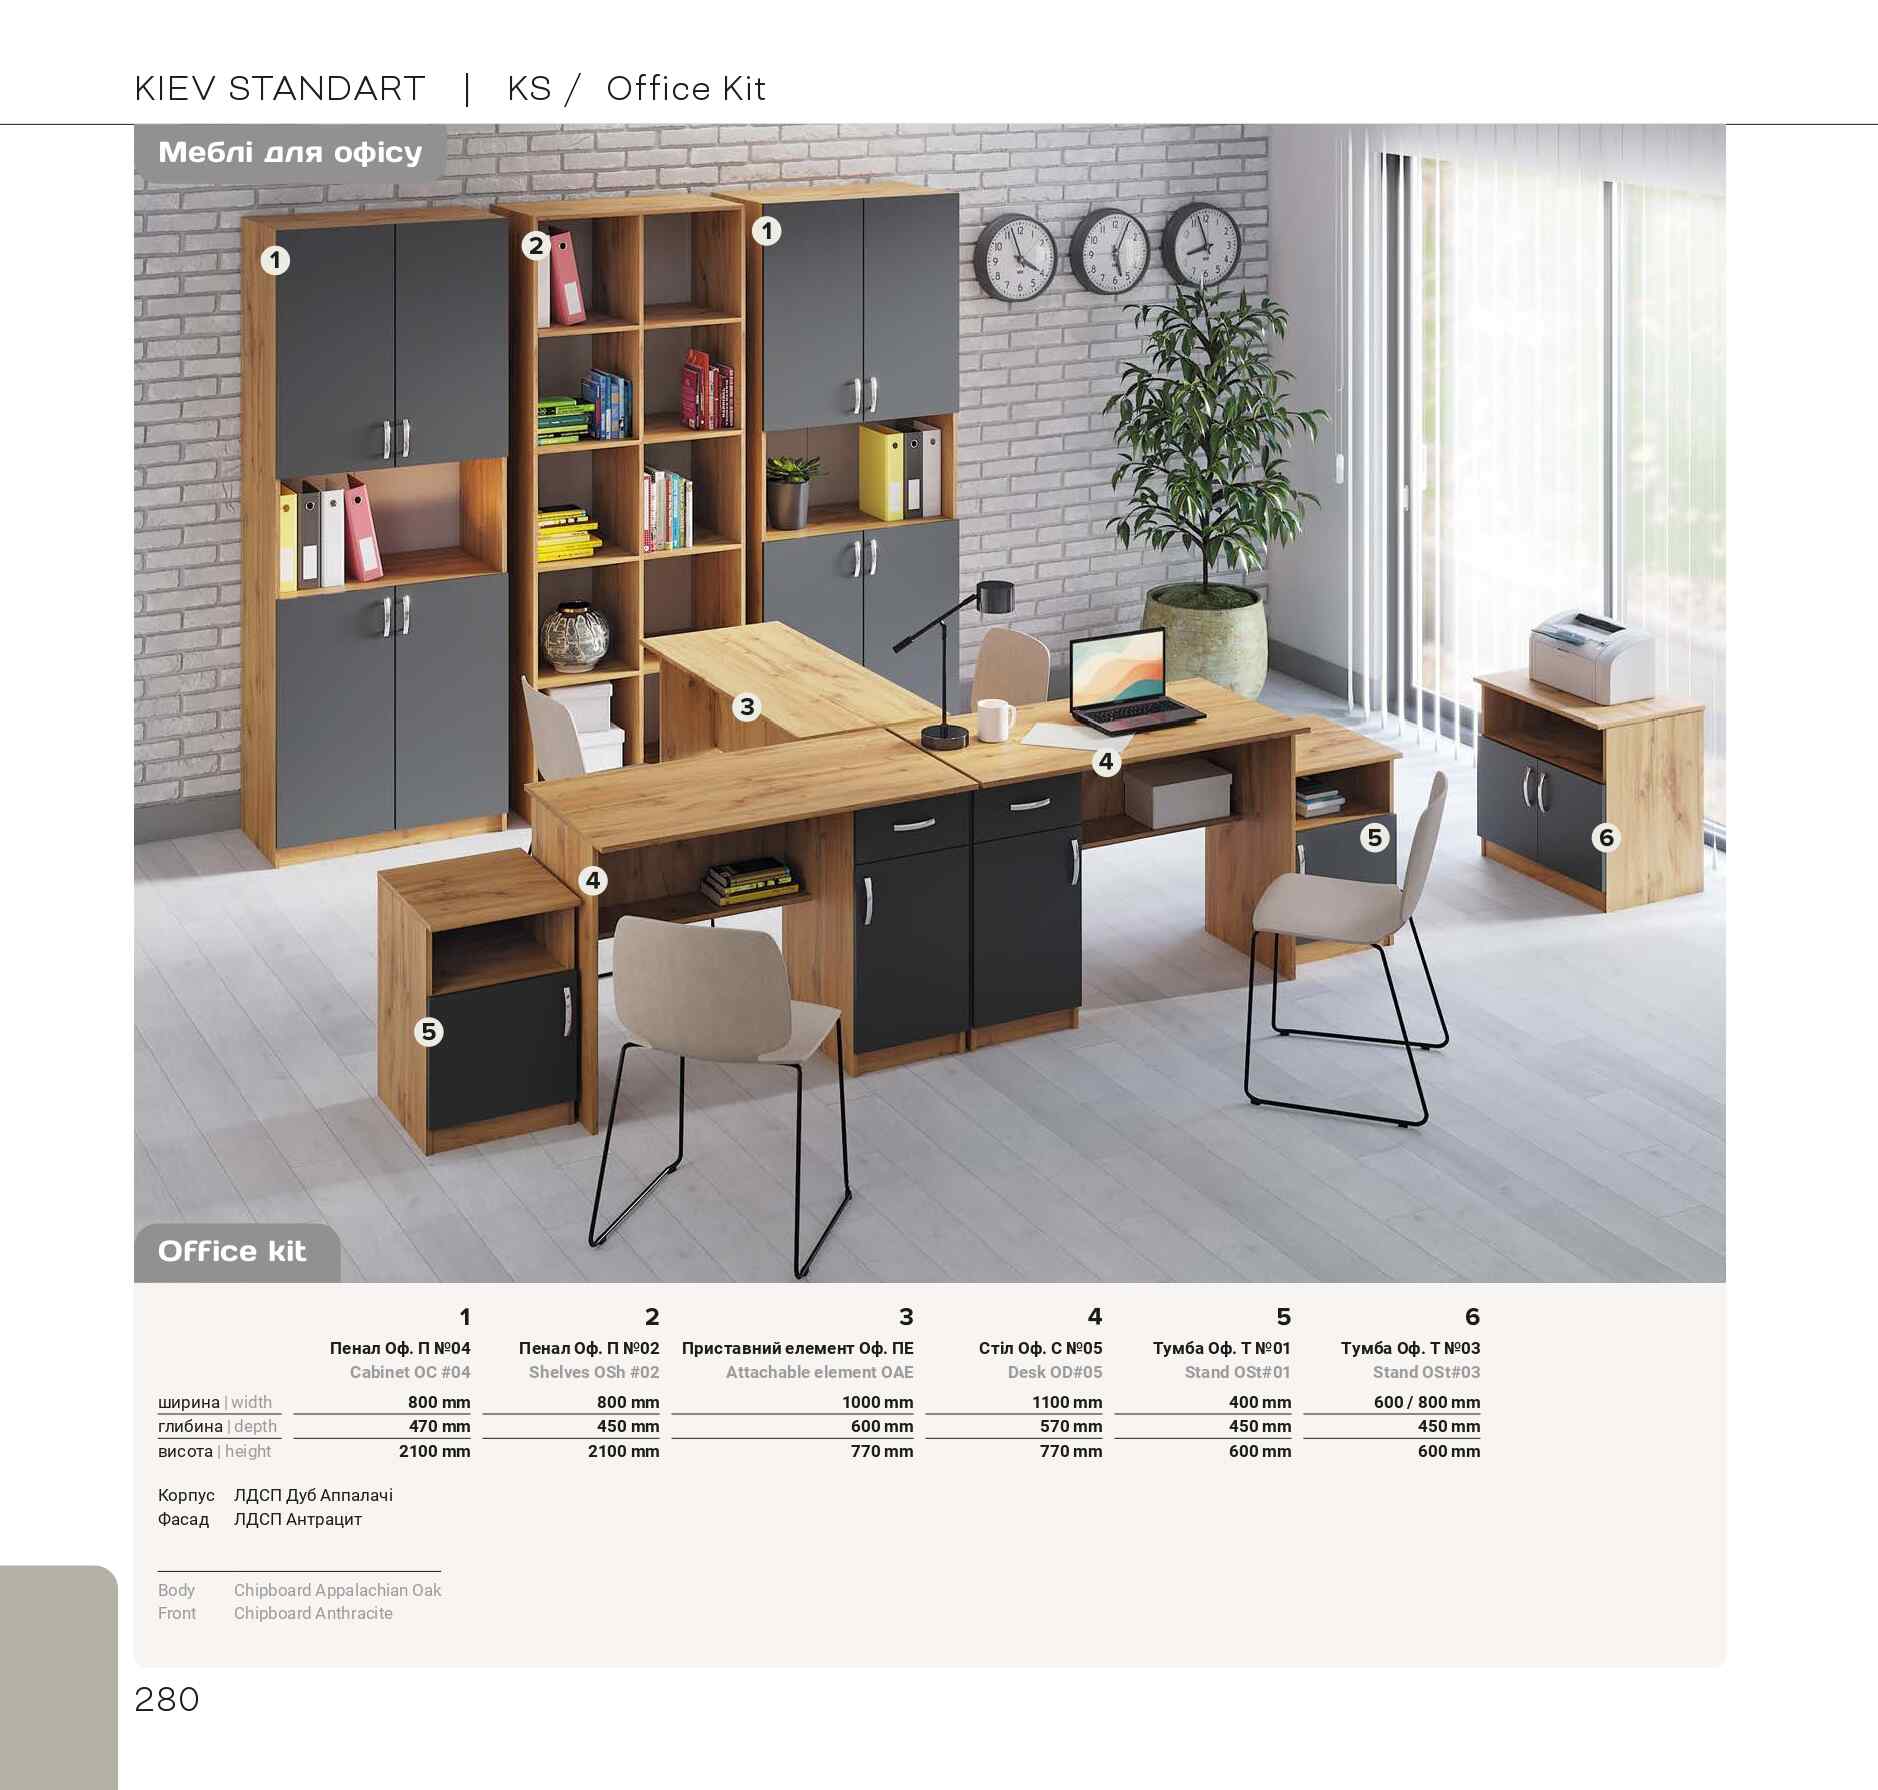 KIEV STANDART | KS / Office Kit
Меблі для офісу
1
2
1
3
4
4
5
5
6
Office kit
1 2 3 4 5 6
Пенал Оф. П №04 Пенал Оф. П №02 Приставний елемент Оф. ПЕ Стіл Оф. С №05 Тумба Оф. Т №01 Тумба Оф. Т №03
Cabinet OC #04 Shelves OSh #02 Attachable element OAE Desk OD#05 Stand OSt#01 Stand OSt#03
ширина | width 800 mm 800 mm 1000 mm 1100 mm 400 mm 600 / 800 mm
глибина | depth 470 mm 450 mm 600 mm 570 mm 450 mm 450 mm
висота | height 2100 mm 2100 mm 770 mm 770 mm 600 mm 600 mm
Корпус ЛДСП Дуб Аппалачі
Фасад ЛДСП Антрацит
Body Chipboard Appalachian Oak
Front Chipboard Anthracite
280